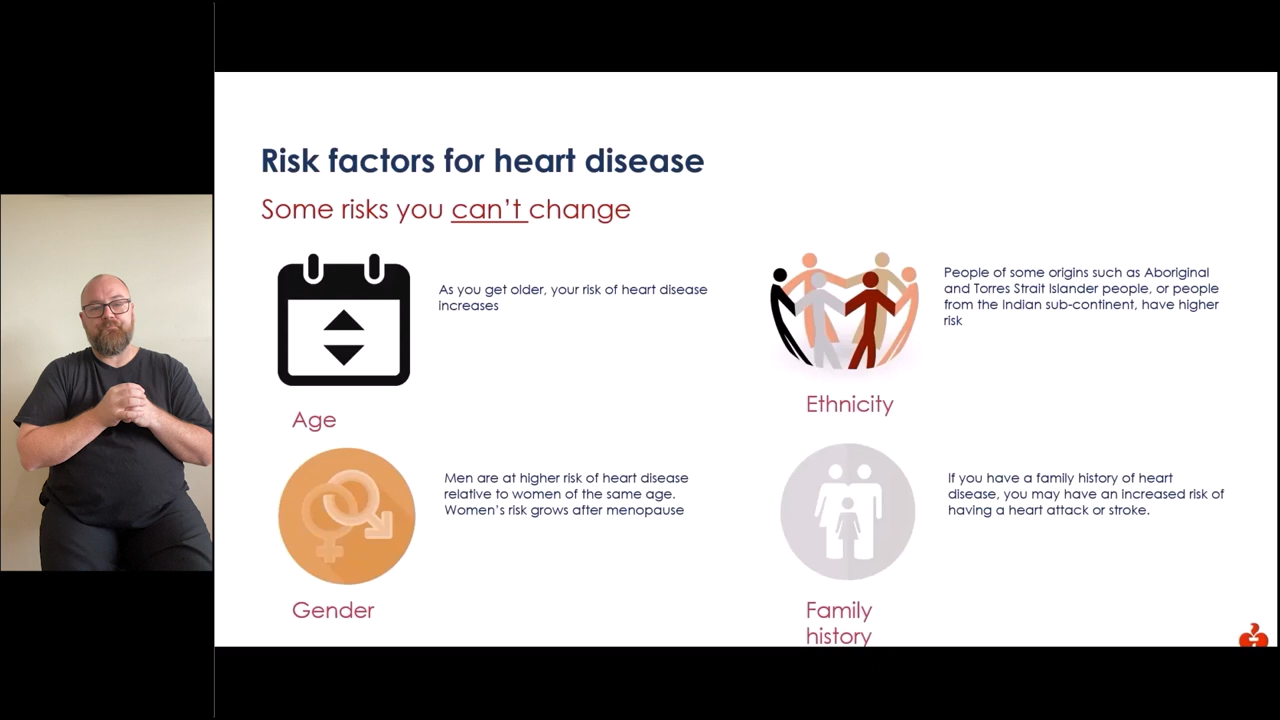 Risk factors for heart disease
Some risks you can't change
As you get older, your risk of heart disease
increases
Age
People of some origins such as Aboriginal
and Torres Strait Islander people, or people
from the Indian sub-continent, have higher
risk
Ethnicity
Men are at higher risk of heart disease
relative to women of the same age.
Women's risk grows after menopause
Gender
If you have a family history of heart
disease, you may have an increased risk of
having a heart attack or stroke.
Family
history